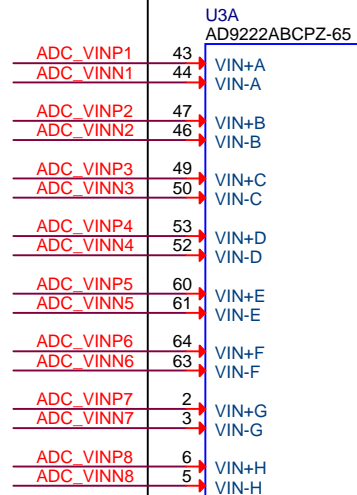 U3A
AD9222ABCPZ-65
ADC_VINP1 43 VIN+A
ADC_VINN1 44 VIN-A
ADC_VINP2 47 VIN+B
ADC_VINN2 46 VIN-B
ADC_VINP3 49 VIN+C
ADC_VINN3 50 VIN-C
ADC_VINP4 53 VIN+D
ADC_VINN4 52 VIN-D
ADC_VINP5 60 VIN+E
ADC_VINN5 61 VIN-E
ADC_VINP6 64 VIN+F
ADC_VINN6 63 VIN-F
ADC_VINP7 2 VIN+G
ADC_VINN7 3 VIN-G
ADC_VINP8 6 VIN+H
ADC_VINN8 5 VIN-H